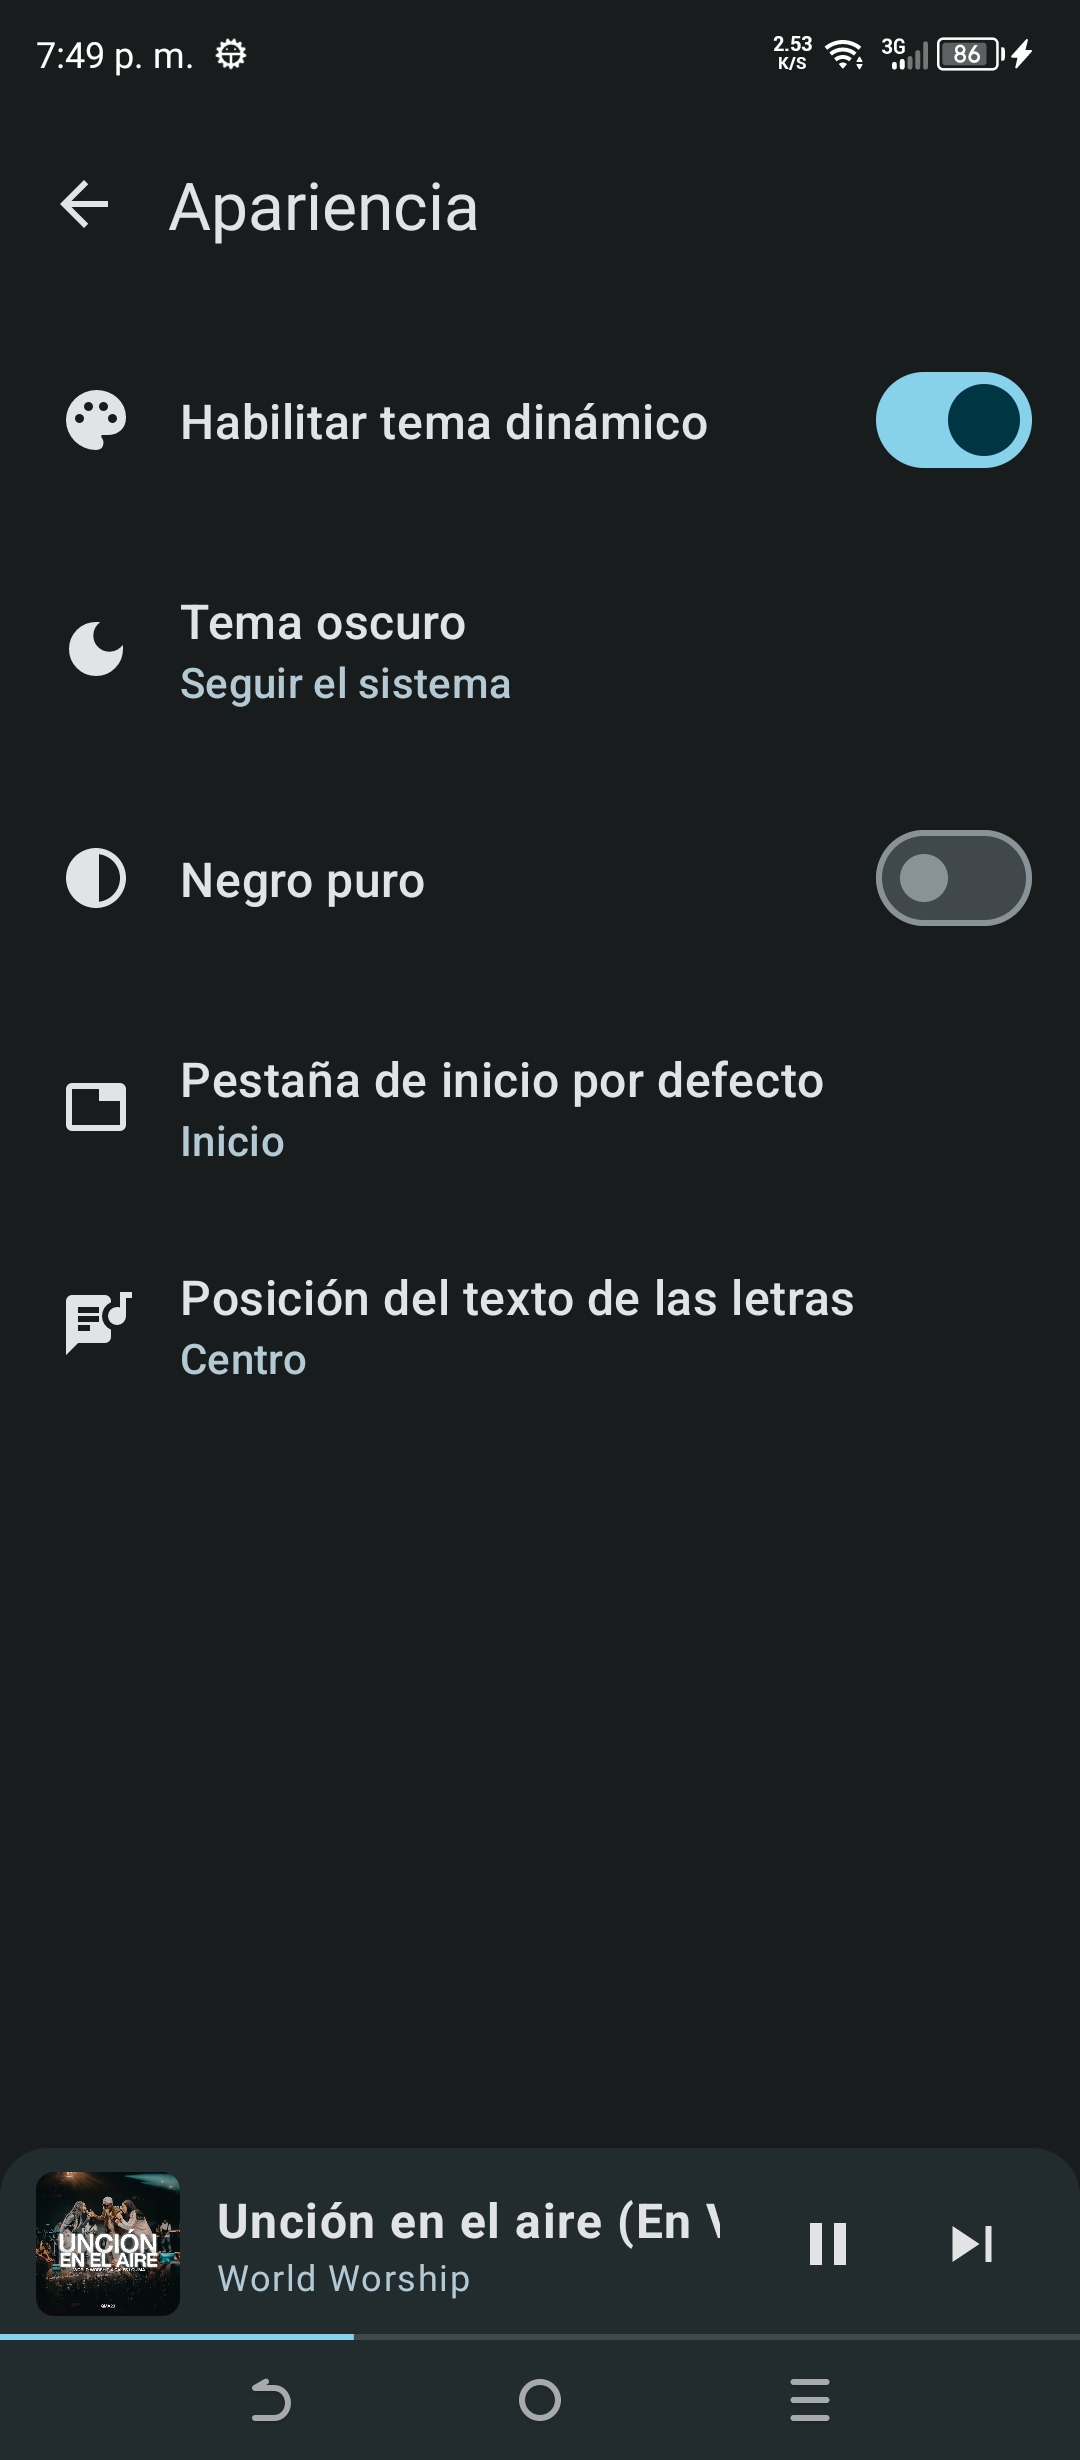 7:49 p. m.
2.53
K/S
3G
86
Apariencia
Habilitar tema dinámico
Tema oscuro
Seguir el sistema
Negro puro
Pestaña de inicio por defecto
Inicio
Posición del texto de las letras
Centro
UNCIÓN
EN EL AIRE
Unción en el aire (En
World Worship